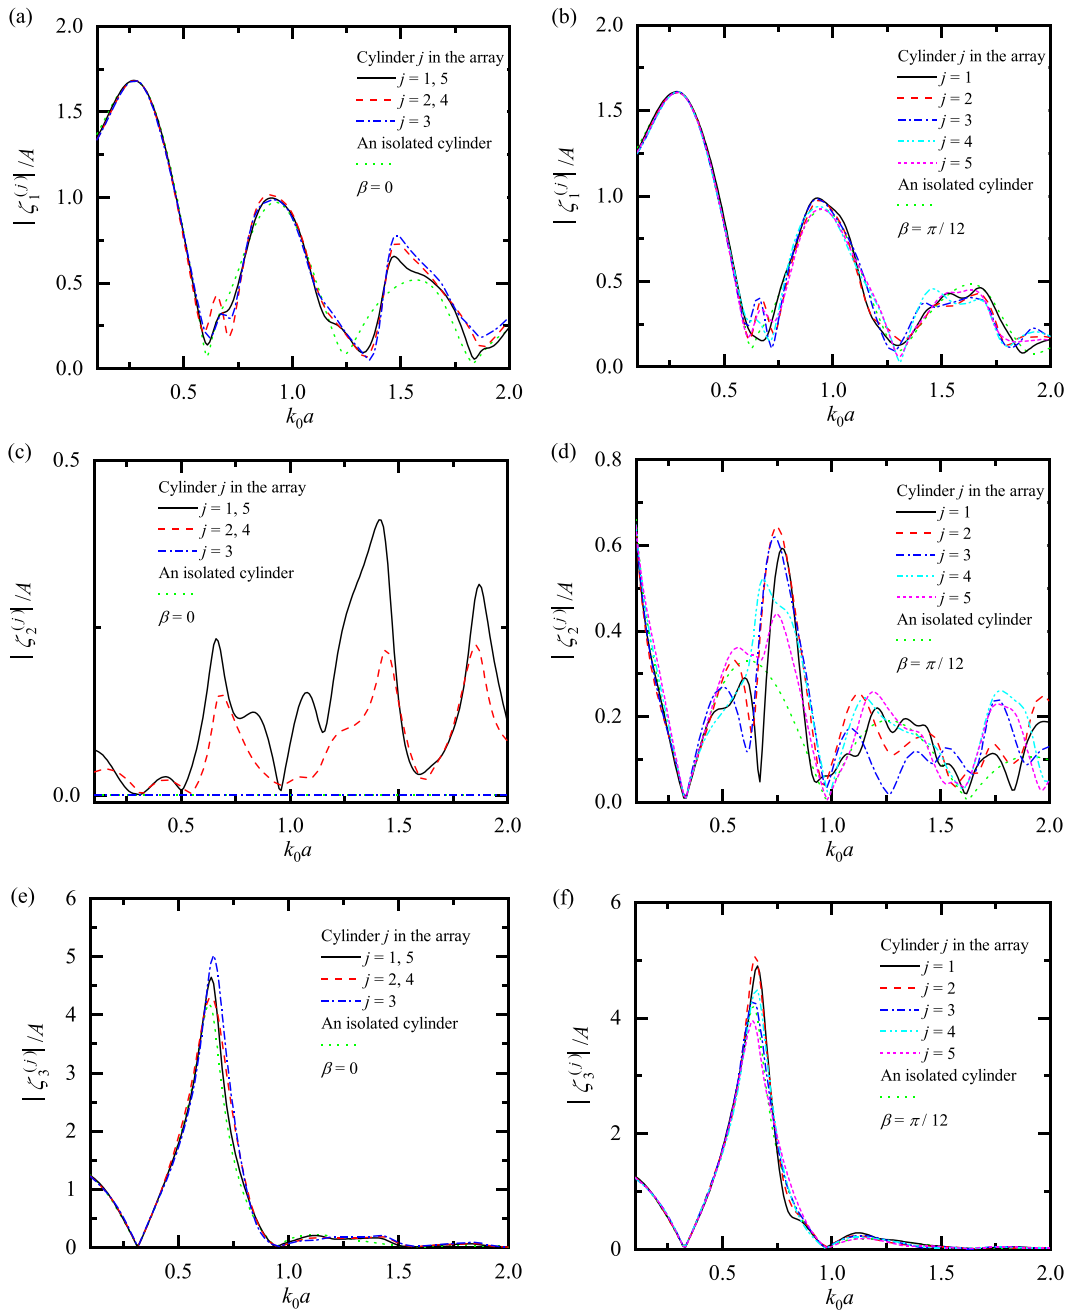 (a)
2.0
1.5
1.0
0.5
0.0
0.5
1.0
1.5
2.0
k₀a
|ζ₁⁽ʲ⁾|/A
Cylinder j in the array
j = 1, 5
j = 2, 4
j = 3
An isolated cylinder
β = 0
(b)
2.0
1.5
1.0
0.5
0.0
0.5
1.0
1.5
2.0
k₀a
|ζ₁⁽ʲ⁾|/A
Cylinder j in the array
j = 1
j = 2
j = 3
j = 4
j = 5
An isolated cylinder
β = π / 12
(c)
0.5
0.0
0.5
1.0
1.5
2.0
k₀a
|ζ₂⁽ʲ⁾|/A
Cylinder j in the array
j = 1, 5
j = 2, 4
j = 3
An isolated cylinder
β = 0
(d)
0.8
0.6
0.4
0.2
0.0
0.5
1.0
1.5
2.0
k₀a
|ζ₂⁽ʲ⁾|/A
Cylinder j in the array
j = 1
j = 2
j = 3
j = 4
j = 5
An isolated cylinder
β = π / 12
(e)
6
5
4
3
2
1
0
0.5
1.0
1.5
2.0
k₀a
|ζ₃⁽ʲ⁾|/A
Cylinder j in the array
j = 1, 5
j = 2, 4
j = 3
An isolated cylinder
β = 0
(f)
6
5
4
3
2
1
0
0.5
1.0
1.5
2.0
k₀a
|ζ₃⁽ʲ⁾|/A
Cylinder j in the array
j = 1
j = 2
j = 3
j = 4
j = 5
An isolated cylinder
β = π / 12